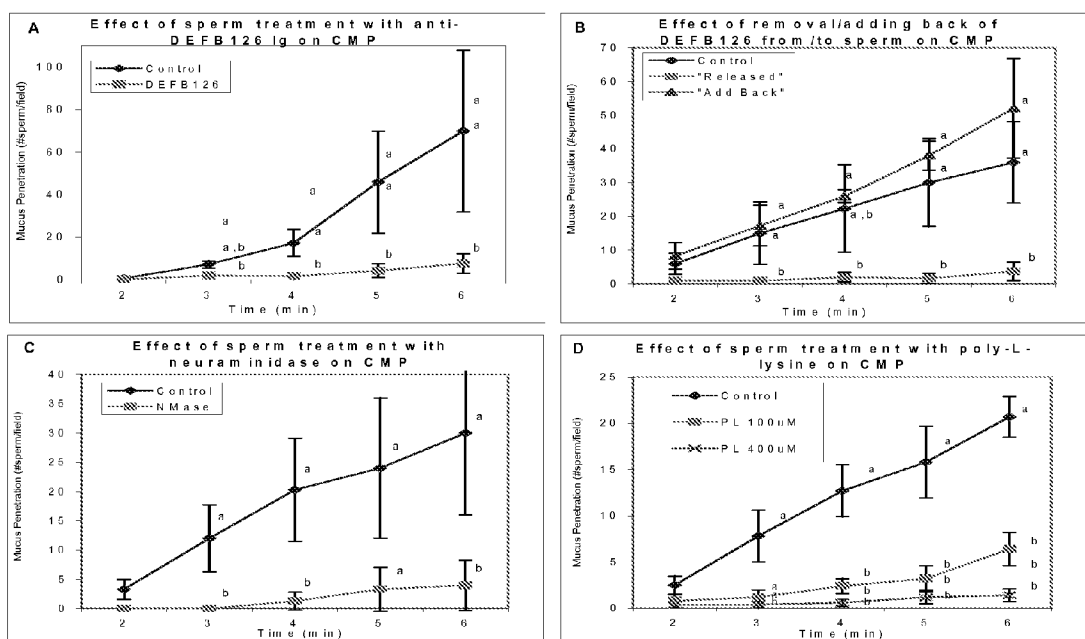 A
Effect of sperm treatment with anti-
DEFB126 Ig on CMP
Control
DEFB126
Mucus Penetration (#sperm/field)
100
80
60
40
20
0
a
a
a
a
a
a
a
a,b
b
b
b
b
2 3 4 5 6
Time (min)
B
Effect of removal/adding back of
DEFB126 from/to sperm on CMP
Control
"Released"
"Add Back"
Mucus Penetration (#sperm/field)
70
60
50
40
30
20
10
0
a
a
a
a
a
a
a,b
a
b
b
b
b
2 3 4 5 6
Time (min)
C
Effect of sperm treatment with
neuraminidase on CMP
Control
NMase
Mucus Penetration (#sperm/field)
40
35
30
25
20
15
10
5
0
a
a
a
a
b
b
a
b
2 3 4 5 6
Time (min)
D
Effect of sperm treatment with poly-L-
lysine on CMP
Control
PL 100uM
PL 400uM
Mucus Penetration (#sperm/field)
25
20
15
10
5
0
a
a
a
a
b
b
b
b
b
b
b
a
b
b
b
b
2 3 4 5 6
Time (min)